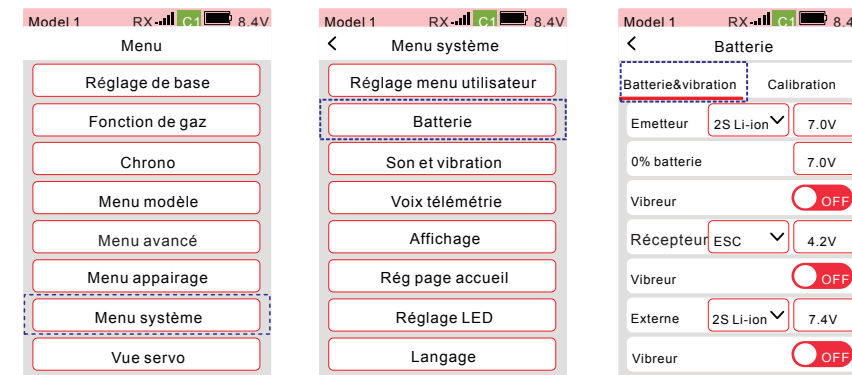 Model 1 RX C1 8.4V
Menu
Réglage de base
Fonction de gaz
Chrono
Menu modèle
Menu avancé
Menu appairage
Menu système
Vue servo
Model 1 RX C1 8.4V
< Menu système
Réglage menu utilisateur
Batterie
Son et vibration
Voix télémétrie
Affichage
Rég page accueil
Réglage LED
Langage
Model 1 RX C1 8.4
< Batterie
Batterie&vibration Calibration
Emetteur 2S Li-ion 7.0V
0% batterie 7.0V
Vibreur OFF
Récepteur ESC 4.2V
Vibreur OFF
Externe 2S Li-ion 7.4V
Vibreur OFF